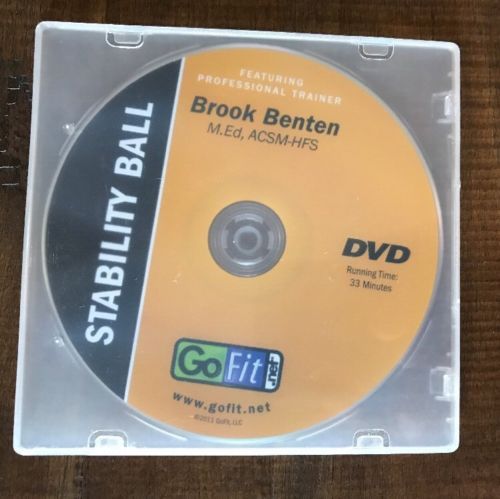 STABILITY BALL
FEATURING
PROFESSIONAL TRAINER
Brook Benten
M.Ed, ACSM-HFS
DVD
Running Time:
33 Minutes
GoFit.net
www.gofit.net
©2011 GoFit, LLC